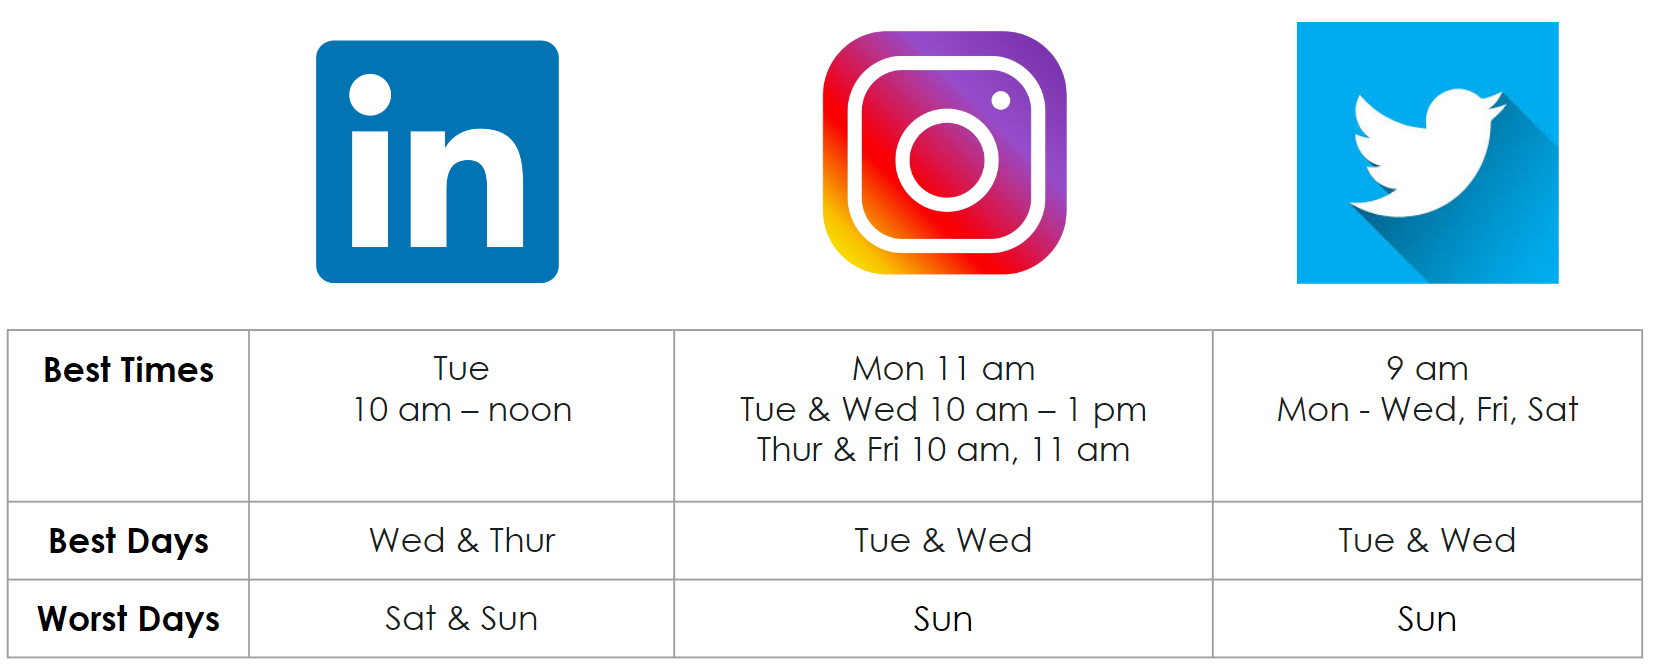 in
Best Times
Tue
10 am – noon
Mon 11 am
Tue & Wed 10 am – 1 pm
Thur & Fri 10 am, 11 am
9 am
Mon - Wed, Fri, Sat
Best Days
Wed & Thur
Tue & Wed
Tue & Wed
Worst Days
Sat & Sun
Sun
Sun